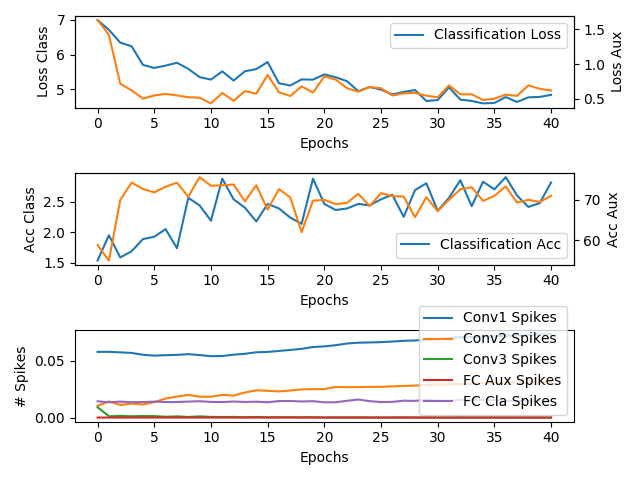 7
6
5
Loss Class
Classification Loss
1.5
1.0
0.5
Loss Aux
0 5 10 15 20 25 30 35 40
Epochs
2.5
2.0
1.5
Acc Class
Classification Acc
70
60
Acc Aux
0 5 10 15 20 25 30 35 40
Epochs
0.05
0.00
# Spikes
Conv1 Spikes
Conv2 Spikes
Conv3 Spikes
FC Aux Spikes
FC Cla Spikes
0 5 10 15 20 25 30 35 40
Epochs